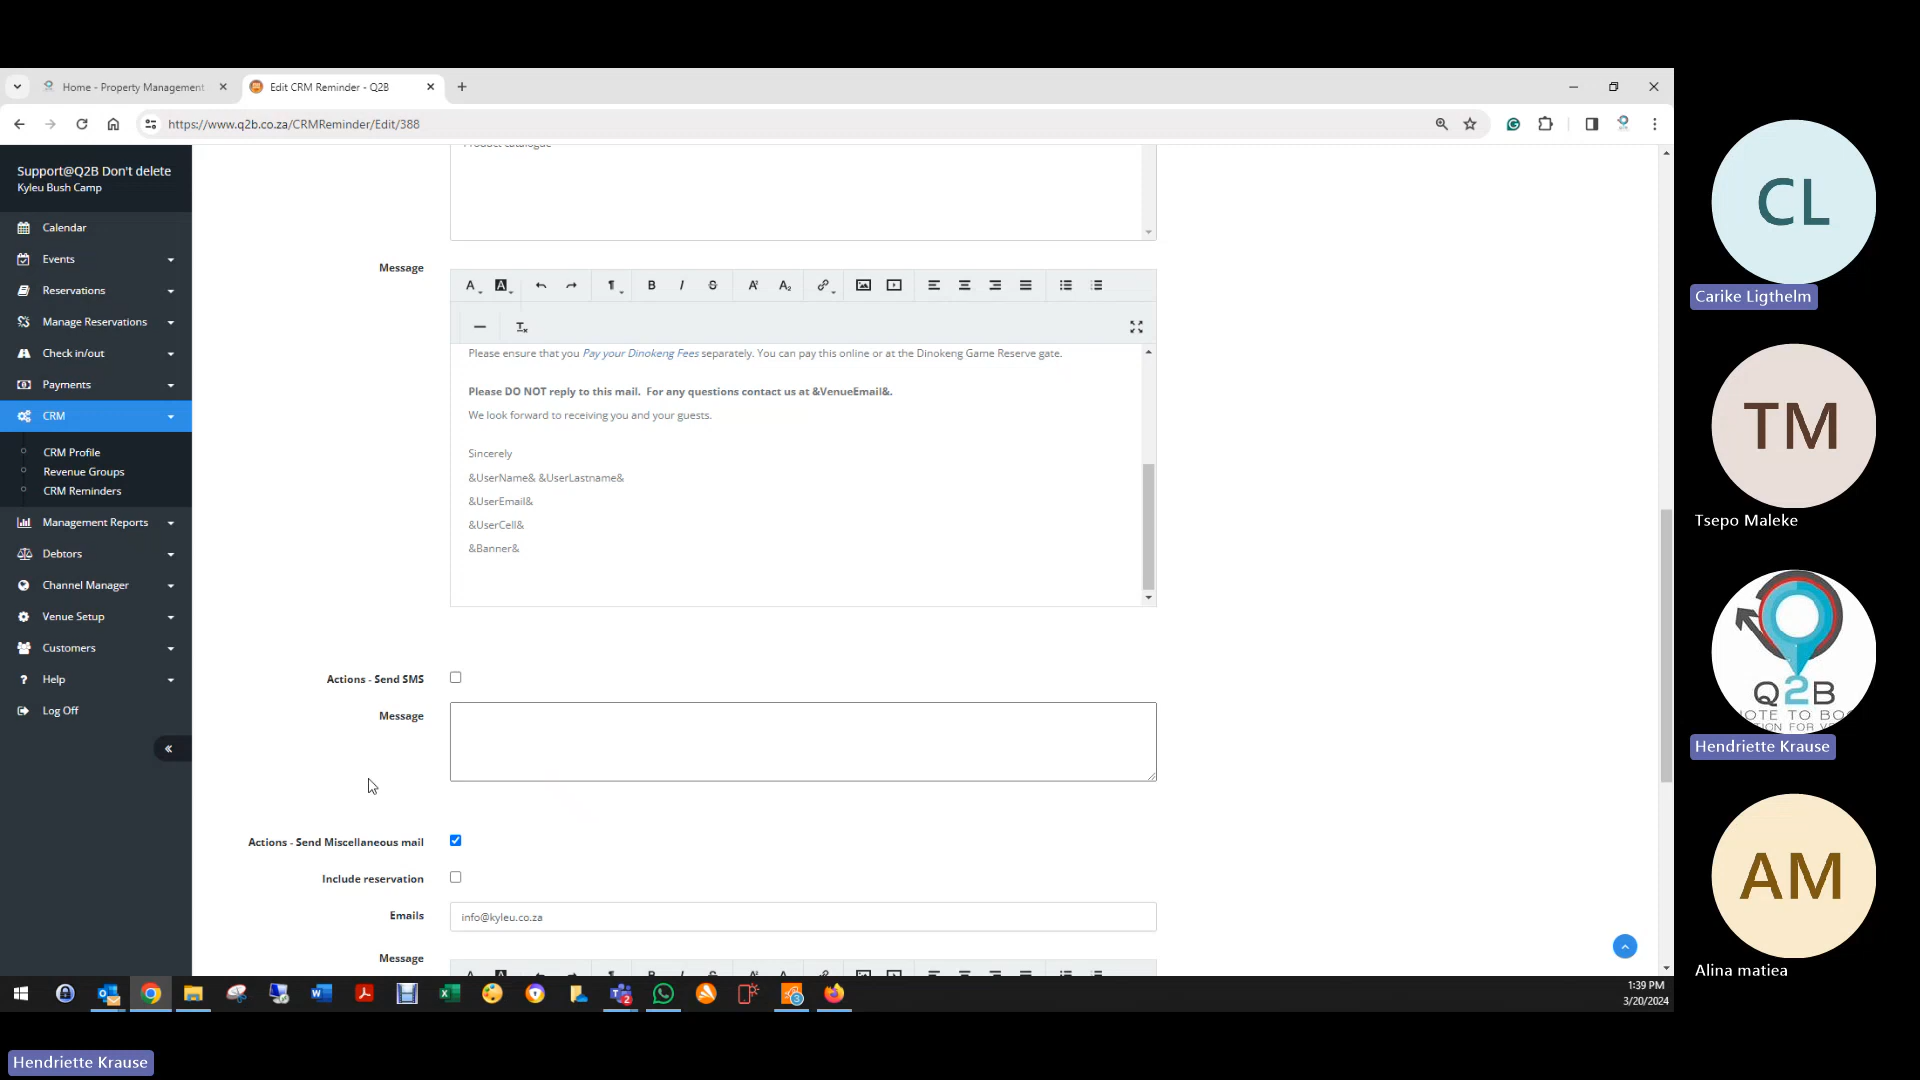 Home - Property Management
Edit CRM Reminder - Q2B
https://www.q2b.co.za/CRMReminder/Edit/388
Support@Q2B Don't delete
Kyleu Bush Camp
Calendar
Events
Reservations
Manage Reservations
Check in/out
Payments
CRM
CRM Profile
Revenue Groups
CRM Reminders
Management Reports
Debtors
Channel Manager
Venue Setup
Customers
Help
Log Off
Product catalogue
Message
Please ensure that you Pay your Dinokeng Fees separately. You can pay this online or at the Dinokeng Game Reserve gate.
Please DO NOT reply to this mail. For any questions contact us at &VenueEmail&.
We look forward to receiving you and your guests.
Sincerely
&UserName& &UserLastname&
&UserEmail&
&UserCell&
&Banner&
Actions - Send SMS
Message
Actions - Send Miscellaneous mail
Include reservation
Emails
info@kyleu.co.za
Message
1:39 PM
3/20/2024
CL
Carike Ligthelm
TM
Tsepo Maleke
Q2B
Hendriette Krause
AM
Alina matiea
Hendriette Krause